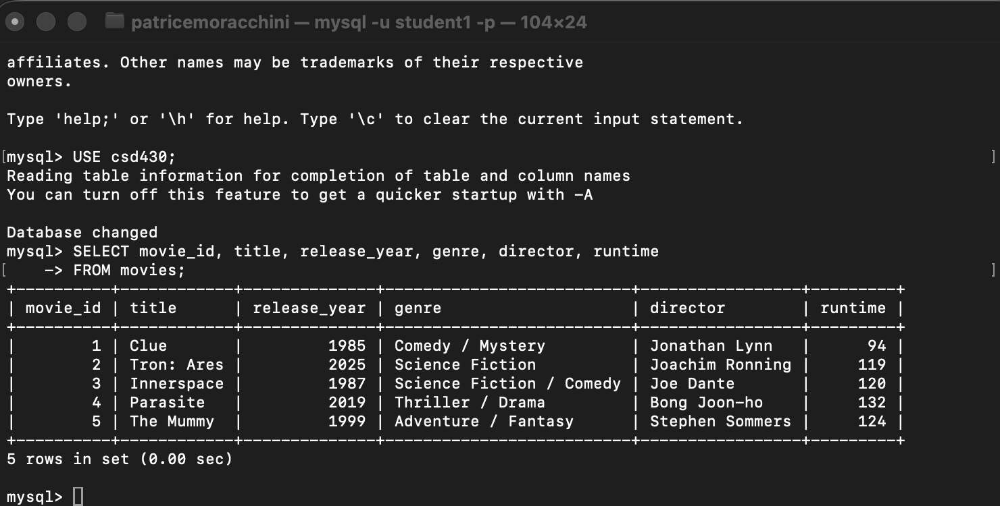 patricemoracchini — mysql -u student1 -p — 104×24
affiliates. Other names may be trademarks of their respective
owners.
Type 'help;' or '\h' for help. Type '\c' to clear the current input statement.
[mysql> USE csd430; ]
Reading table information for completion of table and column names
You can turn off this feature to get a quicker startup with -A
Database changed
mysql> SELECT movie_id, title, release_year, genre, director, runtime
[    -> FROM movies; ]
+----------+------------+--------------+--------------------------+-----------------+---------+
| movie_id | title      | release_year | genre                    | director        | runtime |
+----------+------------+--------------+--------------------------+-----------------+---------+
|        1 | Clue       |         1985 | Comedy / Mystery         | Jonathan Lynn   |      94 |
|        2 | Tron: Ares |         2025 | Science Fiction          | Joachim Ronning |     119 |
|        3 | Innerspace |         1987 | Science Fiction / Comedy | Joe Dante       |     120 |
|        4 | Parasite   |         2019 | Thriller / Drama         | Bong Joon-ho    |     132 |
|        5 | The Mummy  |         1999 | Adventure / Fantasy      | Stephen Sommers |     124 |
+----------+------------+--------------+--------------------------+-----------------+---------+
5 rows in set (0.00 sec)
mysql>